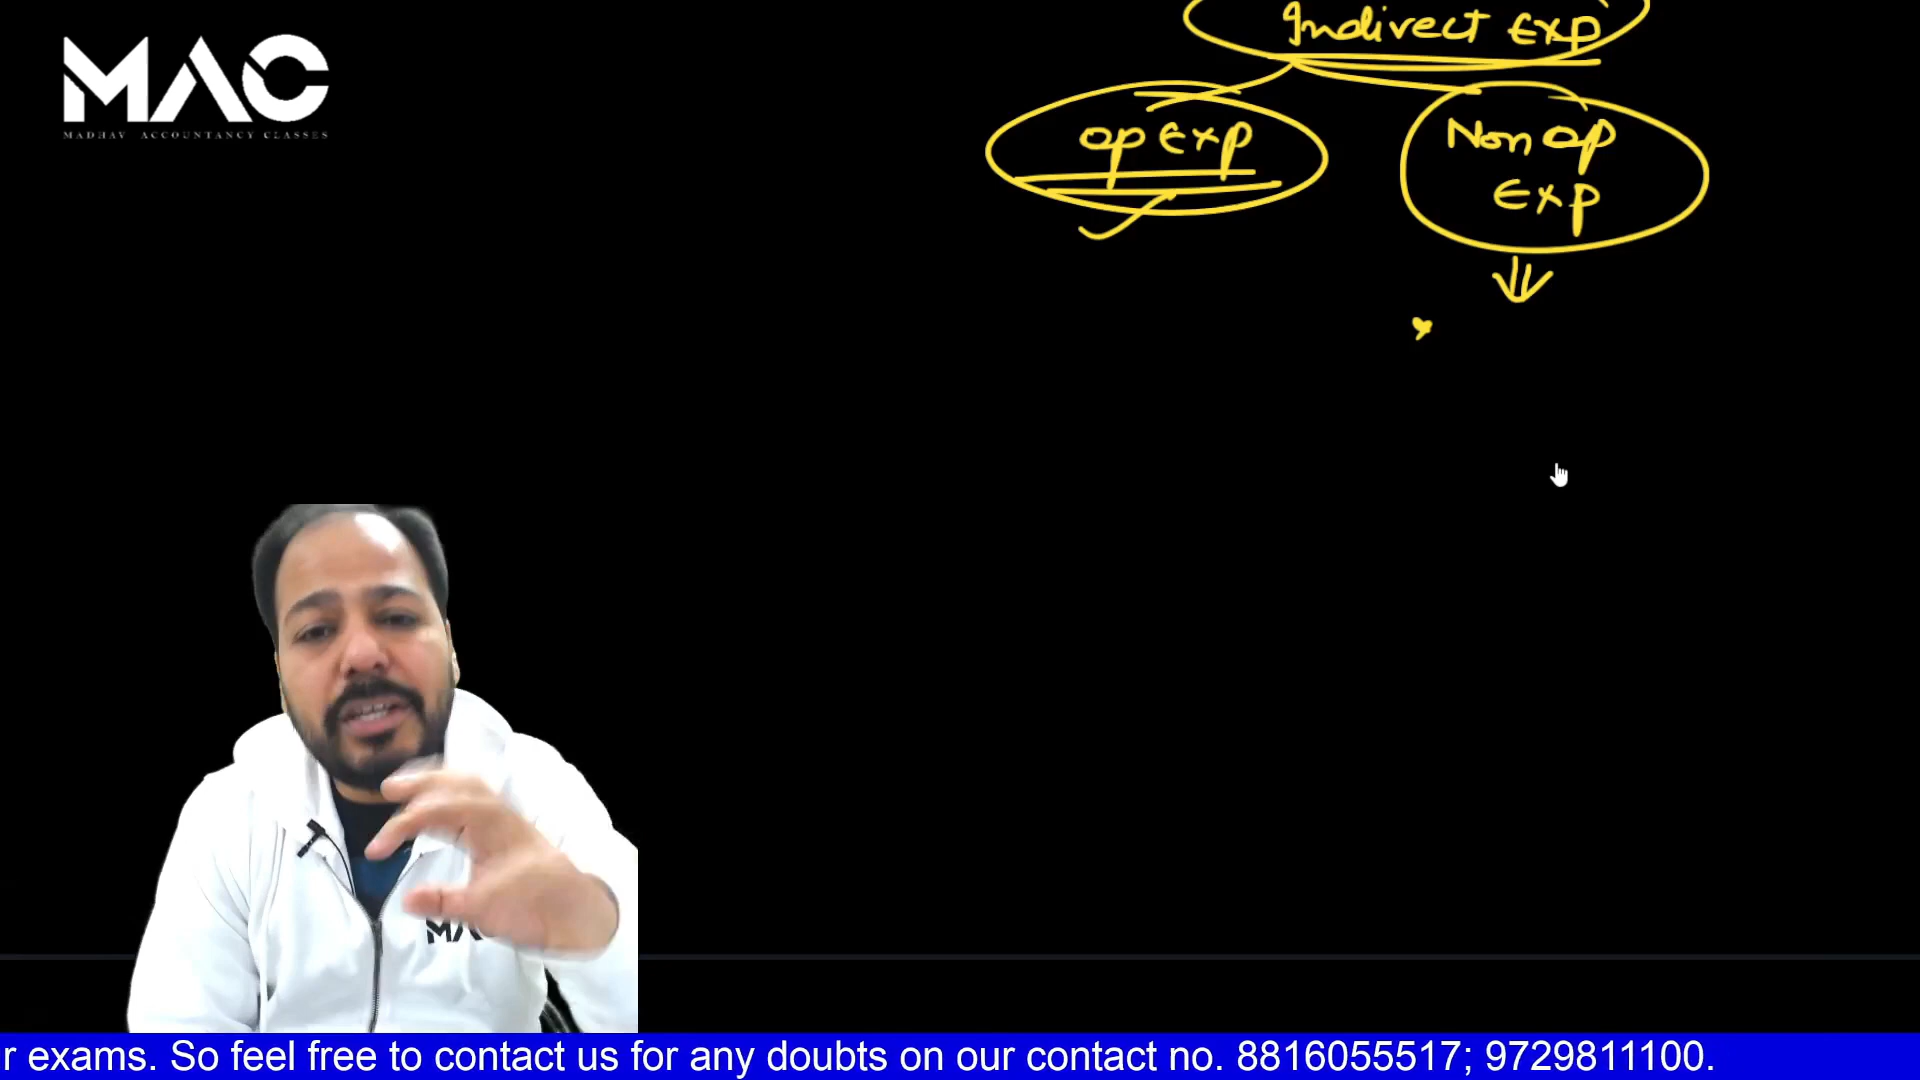 MAC
MADHAV ACCOUNTANCY CLASSES
Indirect Exp
op Exp
Non op
Exp
MA
r exams. So feel free to contact us for any doubts on our contact no. 8816055517; 9729811100.